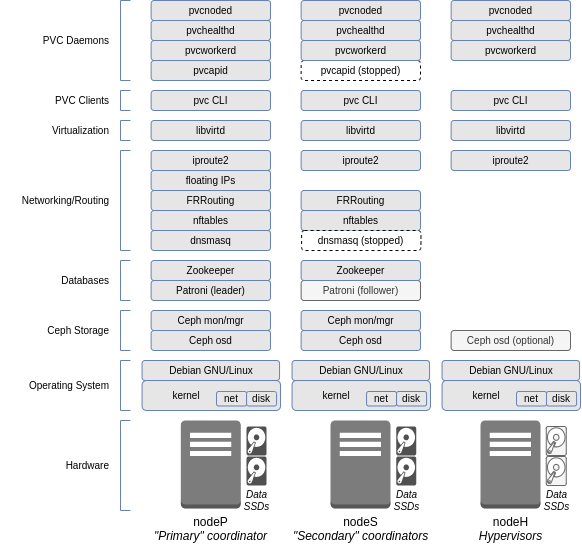 PVC Daemons
pvcnoded
pvchealthd
pvcworkerd
pvcapid
pvcnoded
pvchealthd
pvcworkerd
pvcapid (stopped)
pvcnoded
pvchealthd
pvcworkerd
PVC Clients
pvc CLI
pvc CLI
pvc CLI
Virtualization
libvirtd
libvirtd
libvirtd
Networking/Routing
iproute2
floating IPs
FRRouting
nftables
dnsmasq
iproute2
FRRouting
nftables
dnsmasq (stopped)
iproute2
Databases
Zookeeper
Patroni (leader)
Zookeeper
Patroni (follower)
Ceph Storage
Ceph mon/mgr
Ceph osd
Ceph mon/mgr
Ceph osd
Ceph osd (optional)
Operating System
Debian GNU/Linux
kernel net disk
Debian GNU/Linux
kernel net disk
Debian GNU/Linux
kernel net disk
Hardware
Data
SSDs
Data
SSDs
Data
SSDs
nodeP
"Primary" coordinator
nodeS
"Secondary" coordinators
nodeH
Hypervisors